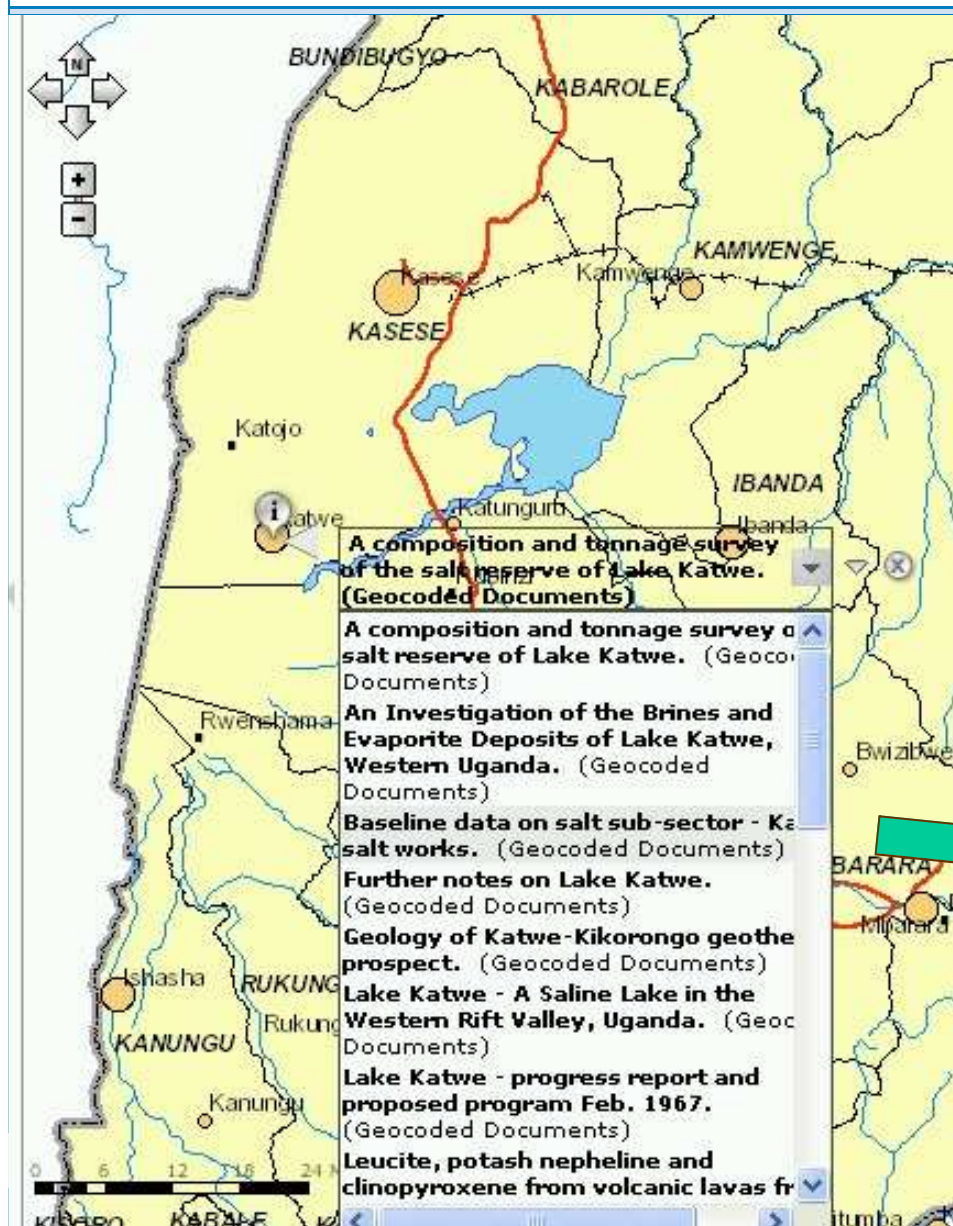 N
BUNDIBUGYO
KABAROLE
+
-
KAMWENGE
Kasese
Kamwenge
KASESE
Katojo
IBANDA
i
Katwe
Katunguru
Ibanda
A composition and tonnage survey
of the salt reserve of Lake Katwe.
(Geocoded Documents)
A composition and tonnage survey o
salt reserve of Lake Katwe. (Geoco
Documents)
An Investigation of the Brines and
Evaporite Deposits of Lake Katwe,
Western Uganda. (Geocoded
Documents)
Rwenshama
Bwizibwe
Baseline data on salt sub-sector - Ka
salt works. (Geocoded Documents)
BARARA
Further notes on Lake Katwe.
(Geocoded Documents)
Mbarara
Geology of Katwe-Kikorongo geothe
prospect. (Geocoded Documents)
Ishasha
RUKUNG
Lake Katwe - A Saline Lake in the
Western Rift Valley, Uganda. (Geoc
Documents)
Rukung
KANUNGU
Lake Katwe - progress report and
proposed program Feb. 1967.
(Geocoded Documents)
Kanungu
Leucite, potash nepheline and
clinopyroxene from volcanic lavas fr
0 6 12 18 24 M
KABALE
itumba